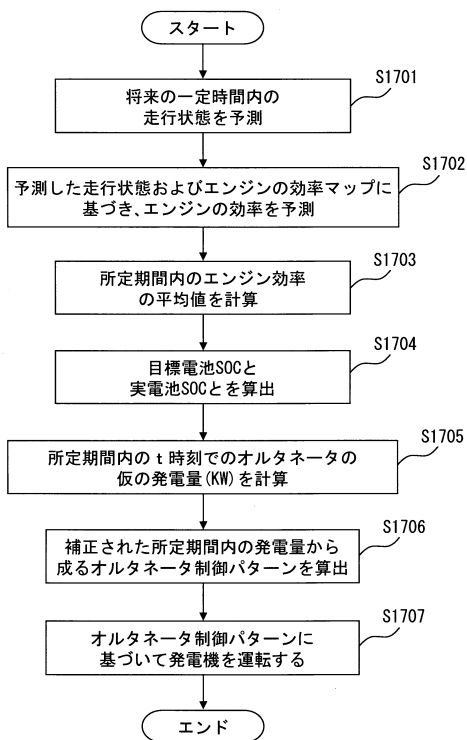 スタート
S1701
将来の一定時間内の
走行状態を予測
S1702
予測した走行状態およびエンジンの効率マップに
基づき、エンジンの効率を予測
S1703
所定期間内のエンジン効率
の平均値を計算
S1704
目標電池SOCと
実電池SOCとを算出
S1705
所定期間内のｔ時刻でのオルタネータの
仮の発電量(KW)を計算
S1706
補正された所定期間内の発電量から
成るオルタネータ制御パターンを算出
S1707
オルタネータ制御パターンに
基づいて発電機を運転する
エンド